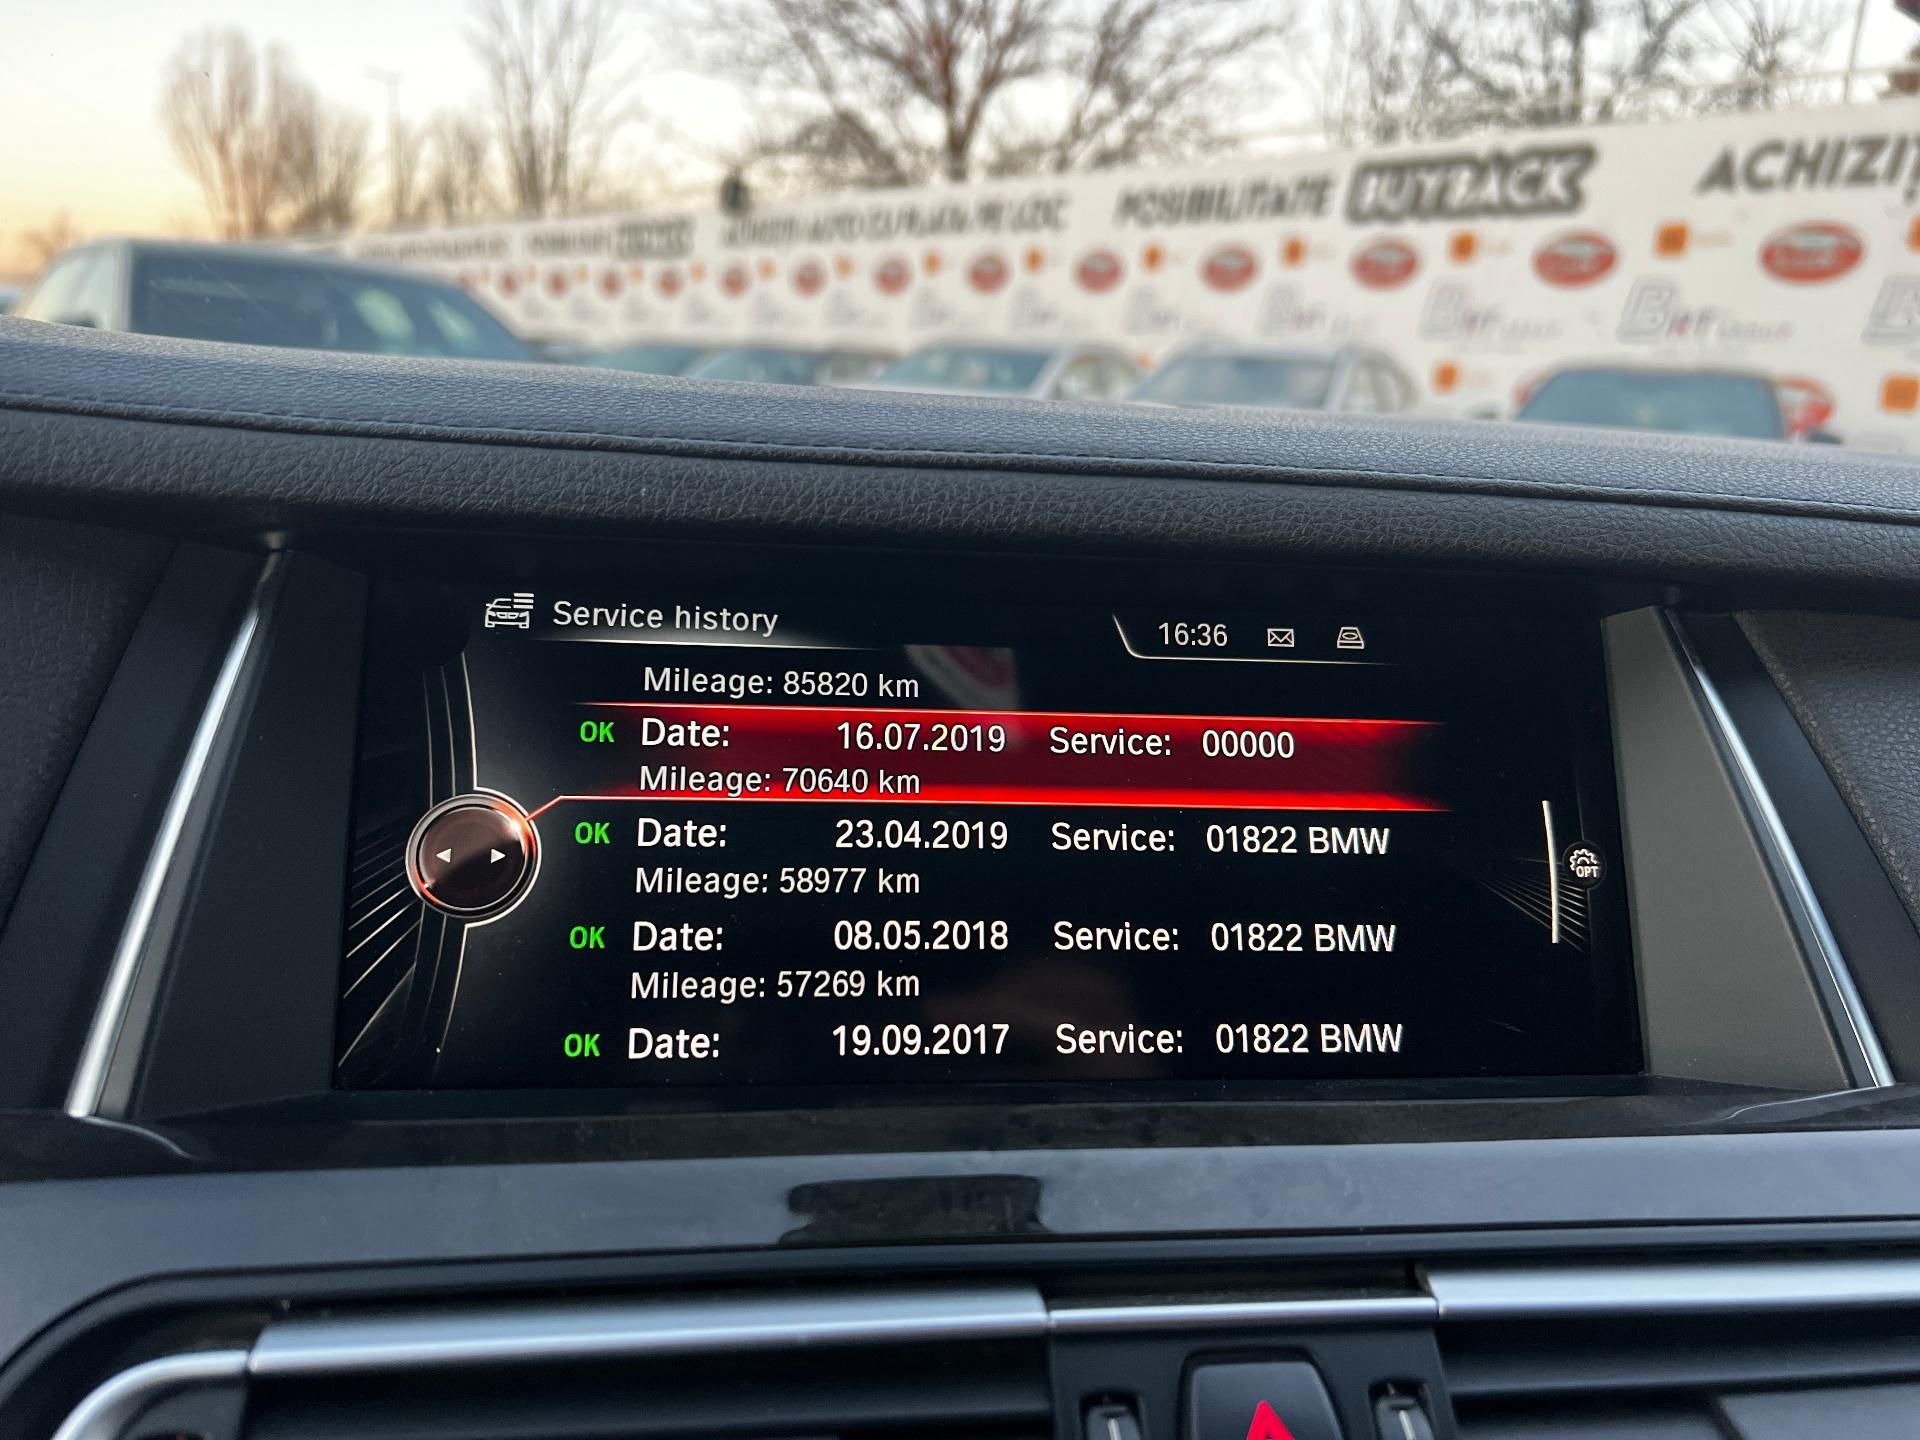 POSIBILITATE BUYBACK
ACHIZIȚ
Service history
16:36
Mileage: 85820 km
OK Date: 16.07.2019 Service: 00000
Mileage: 70640 km
OK Date: 23.04.2019 Service: 01822 BMW
Mileage: 58977 km
OK Date: 08.05.2018 Service: 01822 BMW
Mileage: 57269 km
OK Date: 19.09.2017 Service: 01822 BMW
OPT